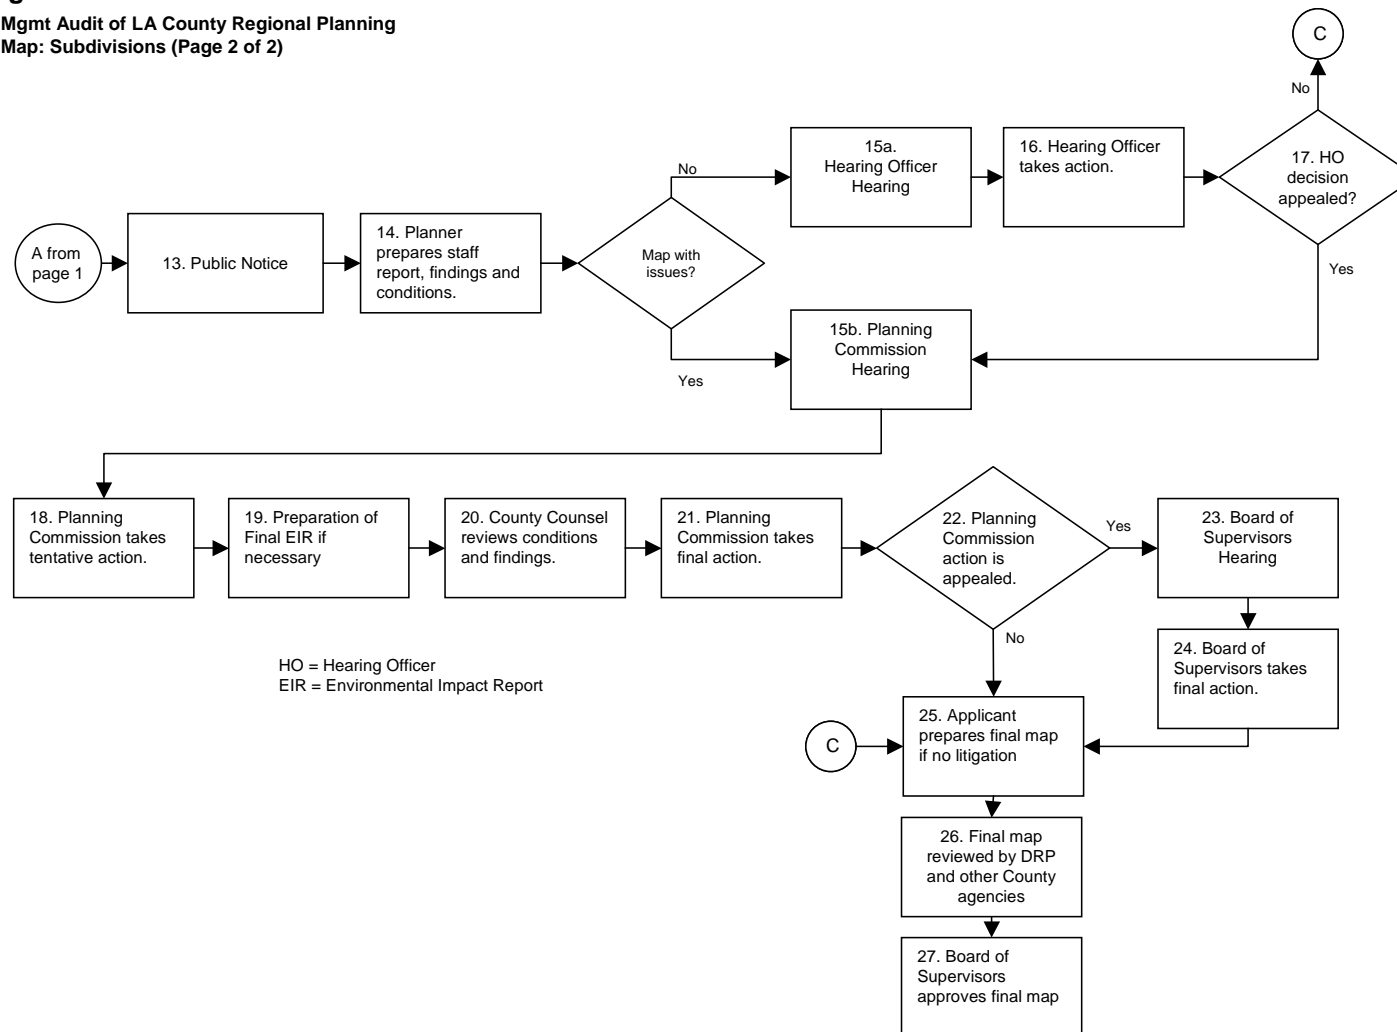 Mgmt Audit of LA County Regional Planning
Map: Subdivisions (Page 2 of 2)
C
No
17. HO
decision
appealed?
Yes
15a.
Hearing Officer
Hearing
16. Hearing Officer
takes action.
No
A from
page 1
13. Public Notice
14. Planner
prepares staff
report, findings and
conditions.
Map with
issues?
Yes
15b. Planning
Commission
Hearing
18. Planning
Commission takes
tentative action.
19. Preparation of
Final EIR if
necessary
20. County Counsel
reviews conditions
and findings.
21. Planning
Commission takes
final action.
22. Planning
Commission
action is
appealed.
Yes
23. Board of
Supervisors
Hearing
No
24. Board of
Supervisors takes
final action.
HO = Hearing Officer
EIR = Environmental Impact Report
C
25. Applicant
prepares final map
if no litigation
26. Final map
reviewed by DRP
and other County
agencies
27. Board of
Supervisors
approves final map